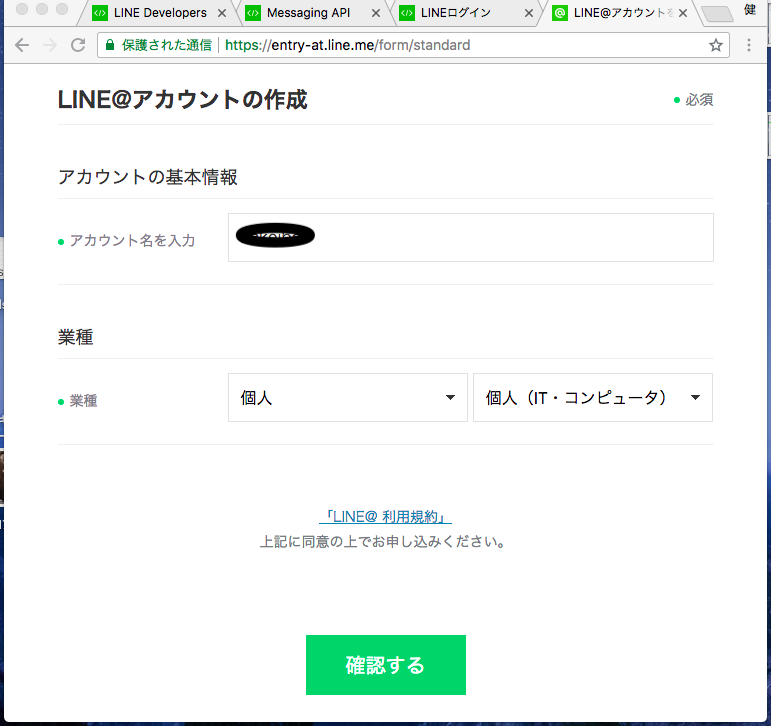 LINE Developers
Messaging API
LINEログイン
LINE@アカウントを
健
保護された通信
https://entry-at.line.me/form/standard
LINE@アカウントの作成
必須
アカウントの基本情報
アカウント名を入力
業種
業種
個人
個人（IT・コンピュータ）
「LINE@ 利用規約」
上記に同意の上でお申し込みください。
確認する